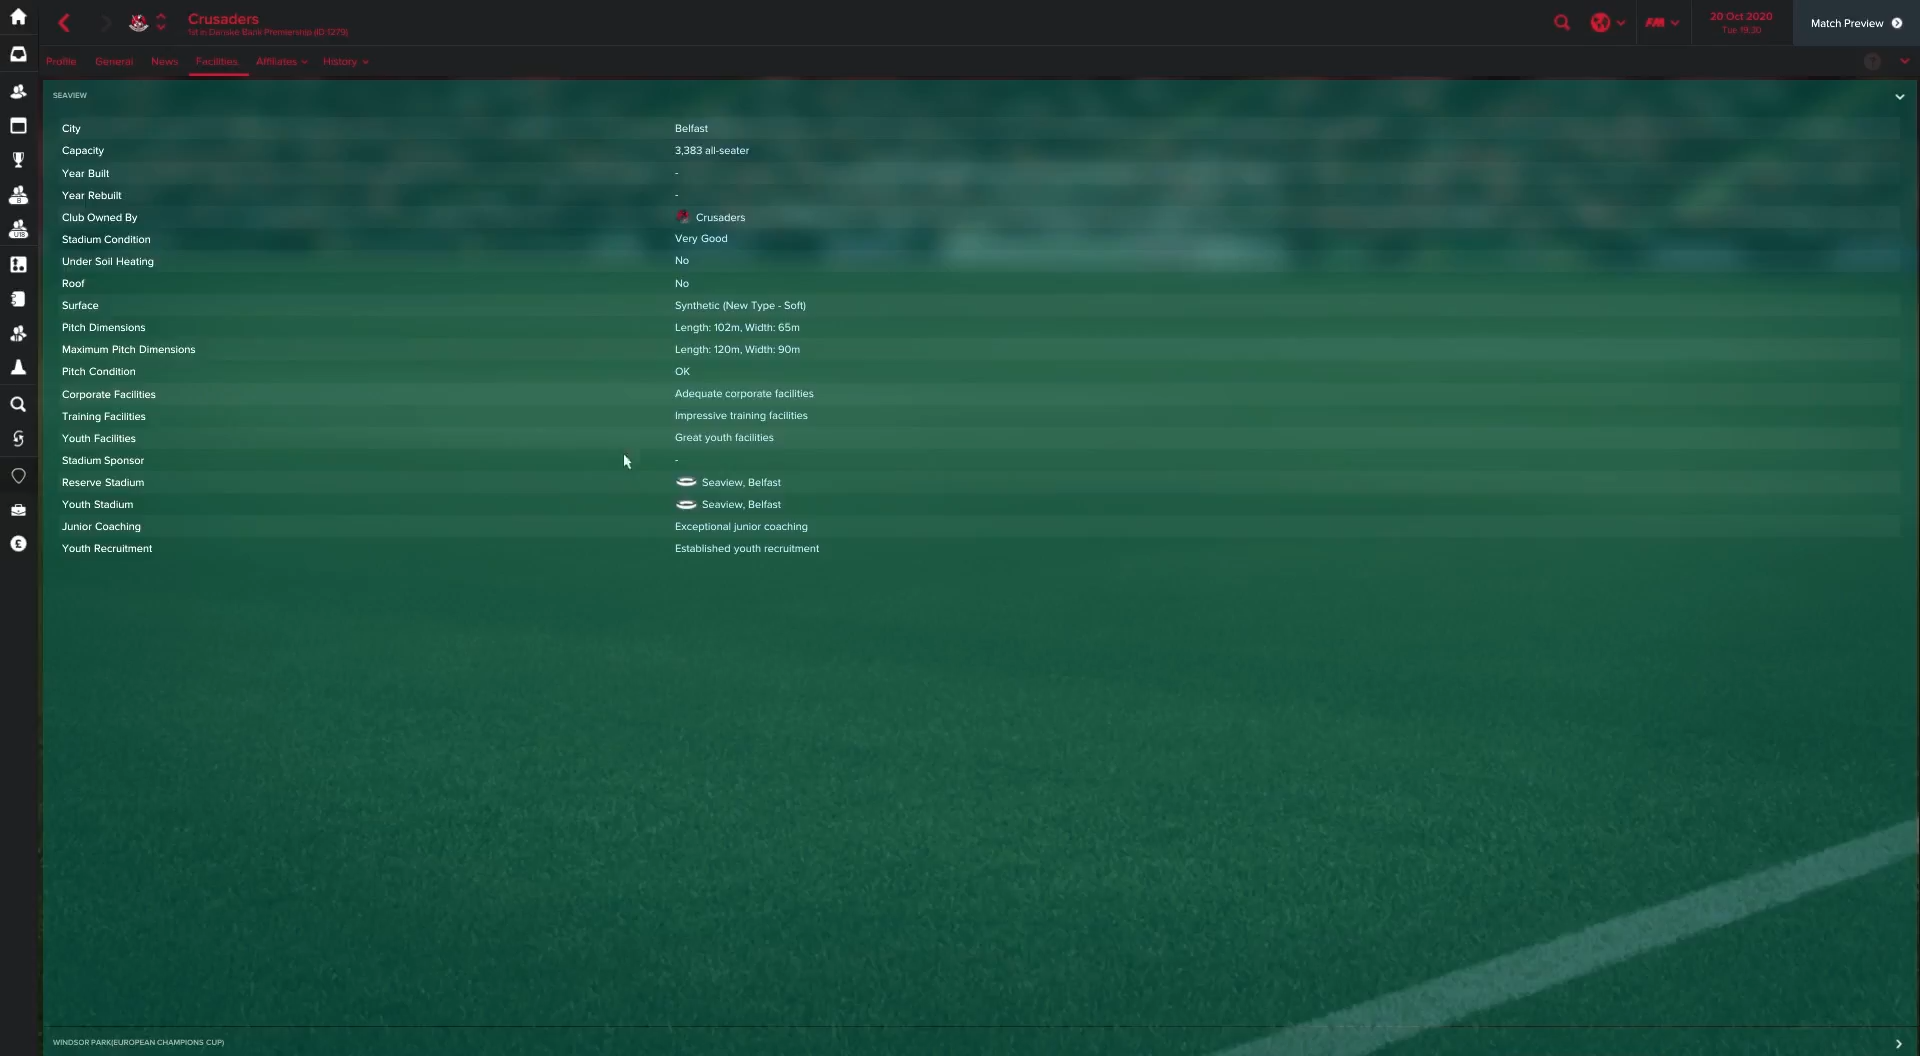 Crusaders
1st in Danske Bank Premiership (ID 1279)
FM
20 Oct 2020
Tue 19:30
Match Preview
Profile General News Facilities Affiliates History
SEAVIEW
City Belfast
Capacity 3,383 all-seater
Year Built -
Year Rebuilt -
Club Owned By Crusaders
Stadium Condition Very Good
Under Soil Heating No
Roof No
Surface Synthetic (New Type - Soft)
Pitch Dimensions Length: 102m, Width: 65m
Maximum Pitch Dimensions Length: 120m, Width: 90m
Pitch Condition OK
Corporate Facilities Adequate corporate facilities
Training Facilities Impressive training facilities
Youth Facilities Great youth facilities
Stadium Sponsor -
Reserve Stadium Seaview, Belfast
Youth Stadium Seaview, Belfast
Junior Coaching Exceptional junior coaching
Youth Recruitment Established youth recruitment
B
U18
WINDSOR PARK(EUROPEAN CHAMPIONS CUP)